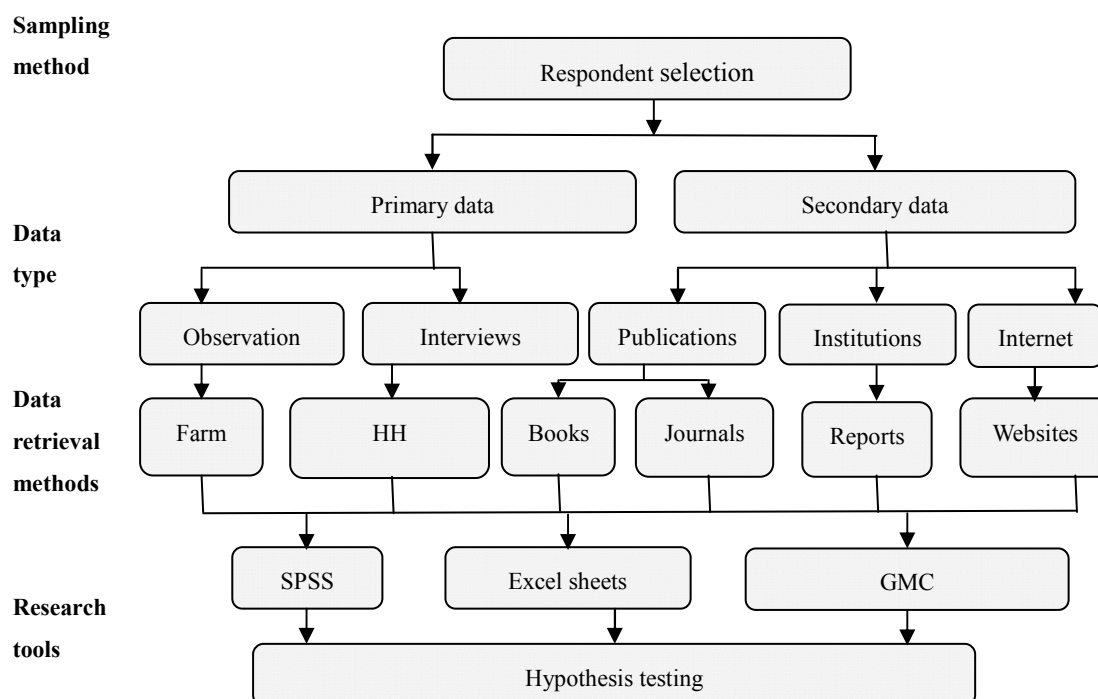 Sampling
method
Respondent selection
Primary data
Secondary data
Data
type
Observation
Interviews
Publications
Institutions
Internet
Data
retrieval
methods
Farm
HH
Books
Journals
Reports
Websites
SPSS
Excel sheets
GMC
Research
tools
Hypothesis testing